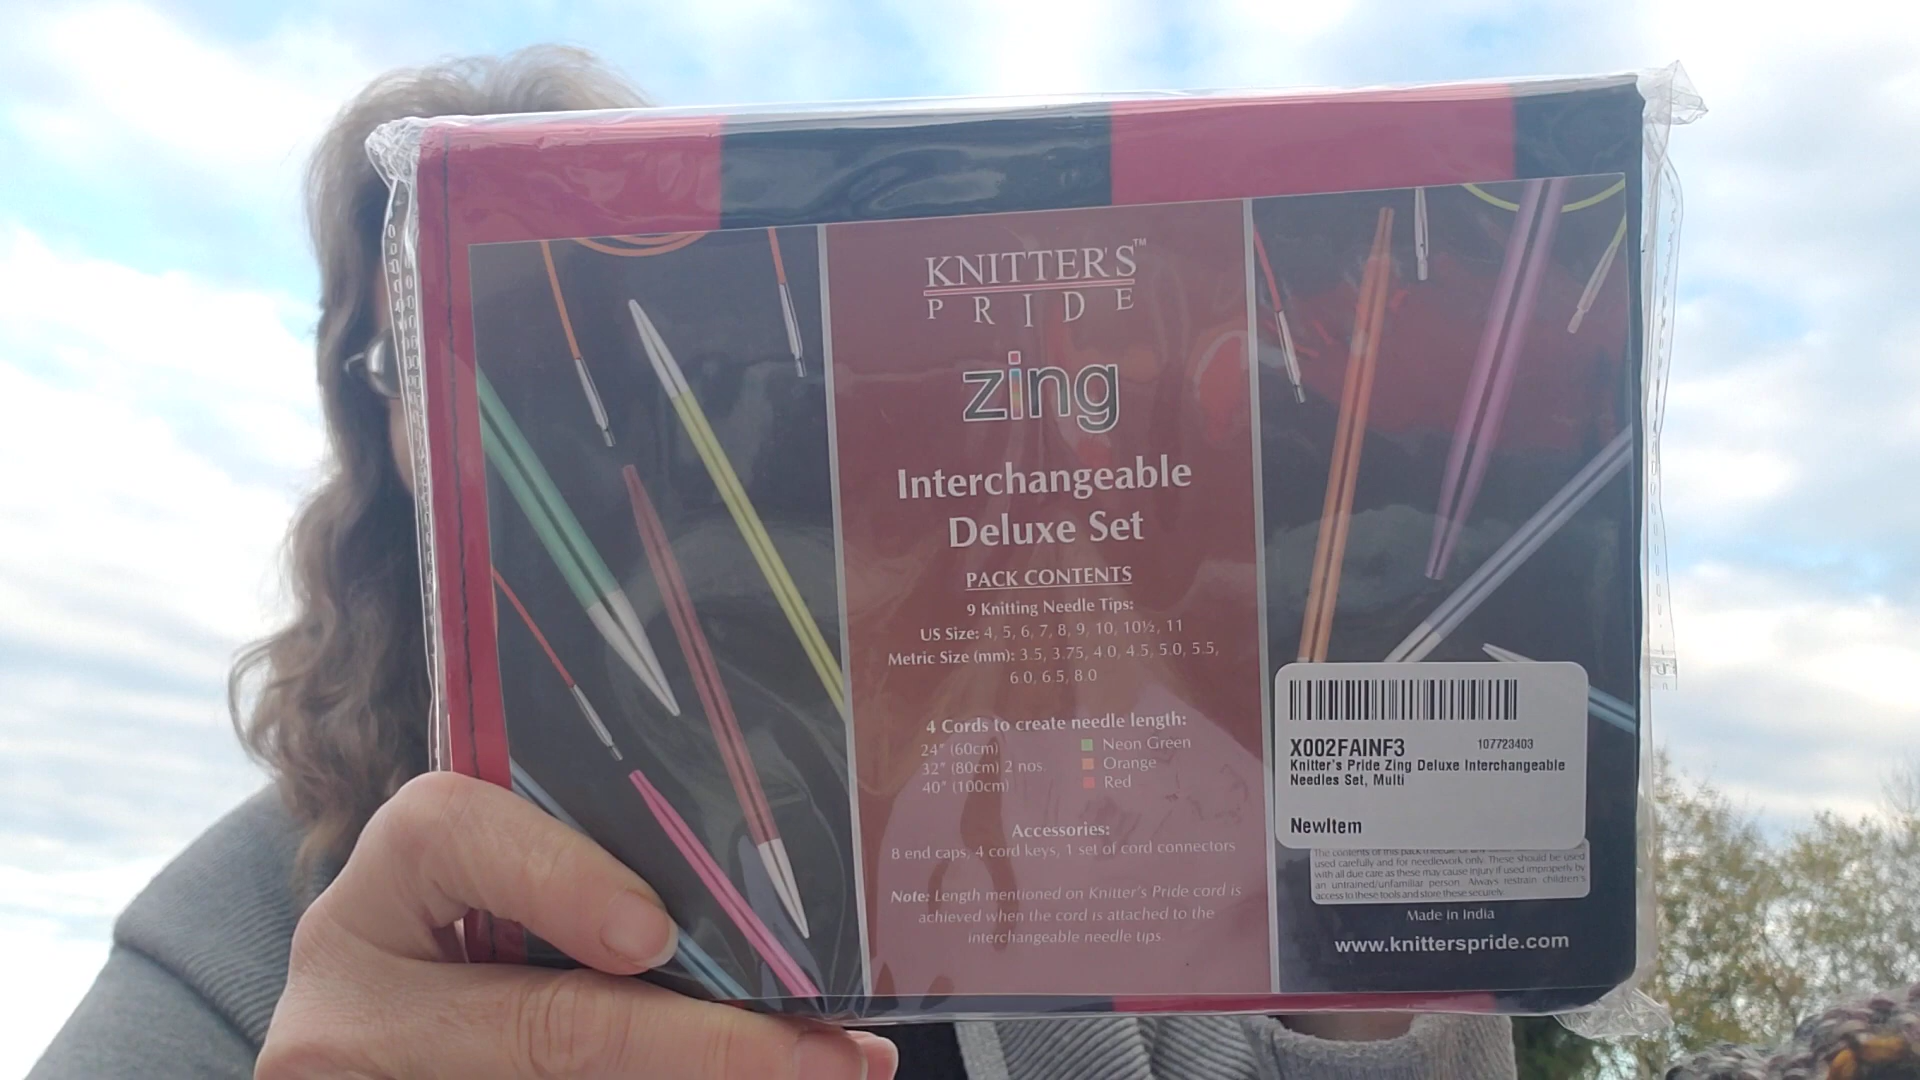 KNITTER'S™
PRIDE
zing
Interchangeable
Deluxe Set
PACK CONTENTS
9 Knitting Needle Tips:
US Size: 4, 5, 6, 7, 8, 9, 10, 10½, 11
Metric Size (mm): 3.5, 3.75, 4.0, 4.5, 5.0, 5.5,
6.0, 6.5, 8.0
4 Cords to create needle length:
24" (60cm) Neon Green
32" (80cm) 2 nos. Orange
40" (100cm) Red
Accessories:
8 end caps, 4 cord keys, 1 set of cord connectors
Note: Length mentioned on Knitter's Pride cord is
achieved when the cord is attached to the
interchangeable needle tips.
X002FAINF3 107723403
Knitter's Pride Zing Deluxe Interchangeable
Needles Set, Multi
NewItem
The contents of this pack
used carefully and for needlework only. These should be used
with all due care as these may cause injury if used improperly by
an untrained/unfamiliar person. Always restrain children's
access to these tools and store these securely.
Made in India
www.knitterspride.com